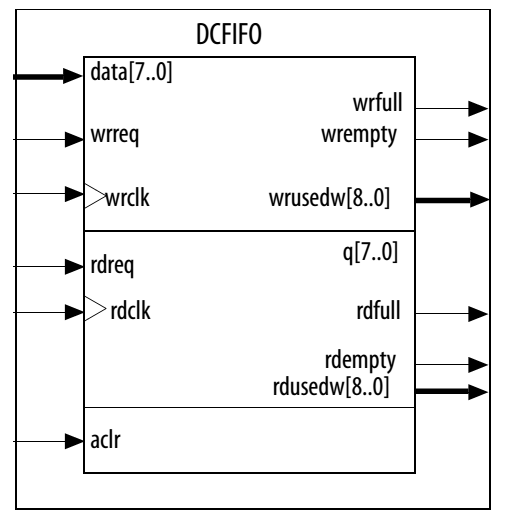 DCFIFO
data[7..0]
wrfull
wrreq
wrempty
wrclk
wrusedw[8..0]
q[7..0]
rdreq
rdclk
rdfull
rdempty
rdusedw[8..0]
aclr